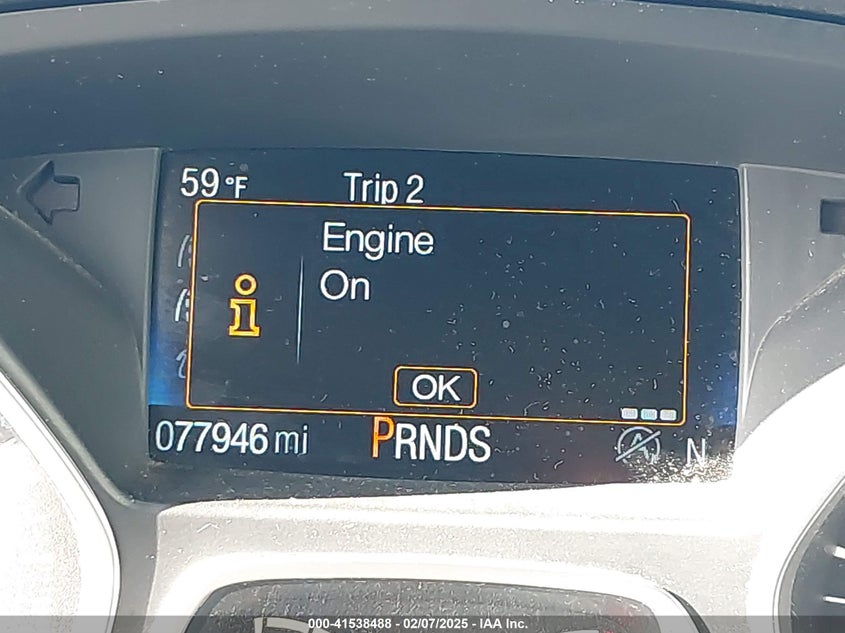 59°F Trip 2
Engine
On
OK
077946 mi PRNDS N
000-41538488 - 02/07/2025 - IAA Inc.